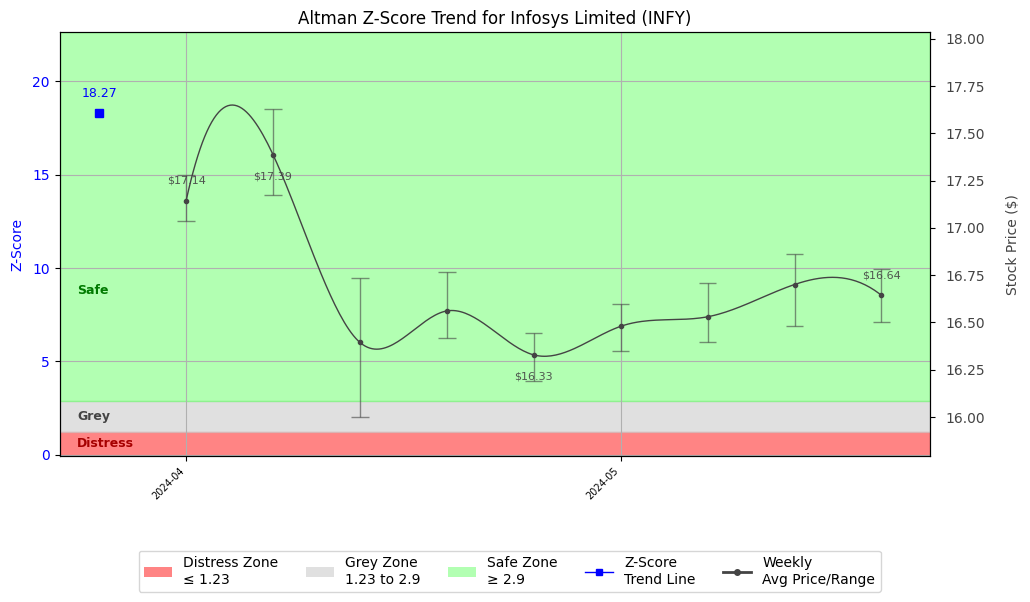 Altman Z-Score Trend for Infosys Limited (INFY)
Z-Score
20
15
10
5
0
18.27
$17.14
$17.39
$16.33
$16.64
Safe
Grey
Distress
18.00
17.75
17.50
17.25
17.00
16.75
16.50
16.25
16.00
Stock Price ($)
2024-04
2024-05
Distress Zone
≤ 1.23
Grey Zone
1.23 to 2.9
Safe Zone
≥ 2.9
Z-Score
Trend Line
Weekly
Avg Price/Range